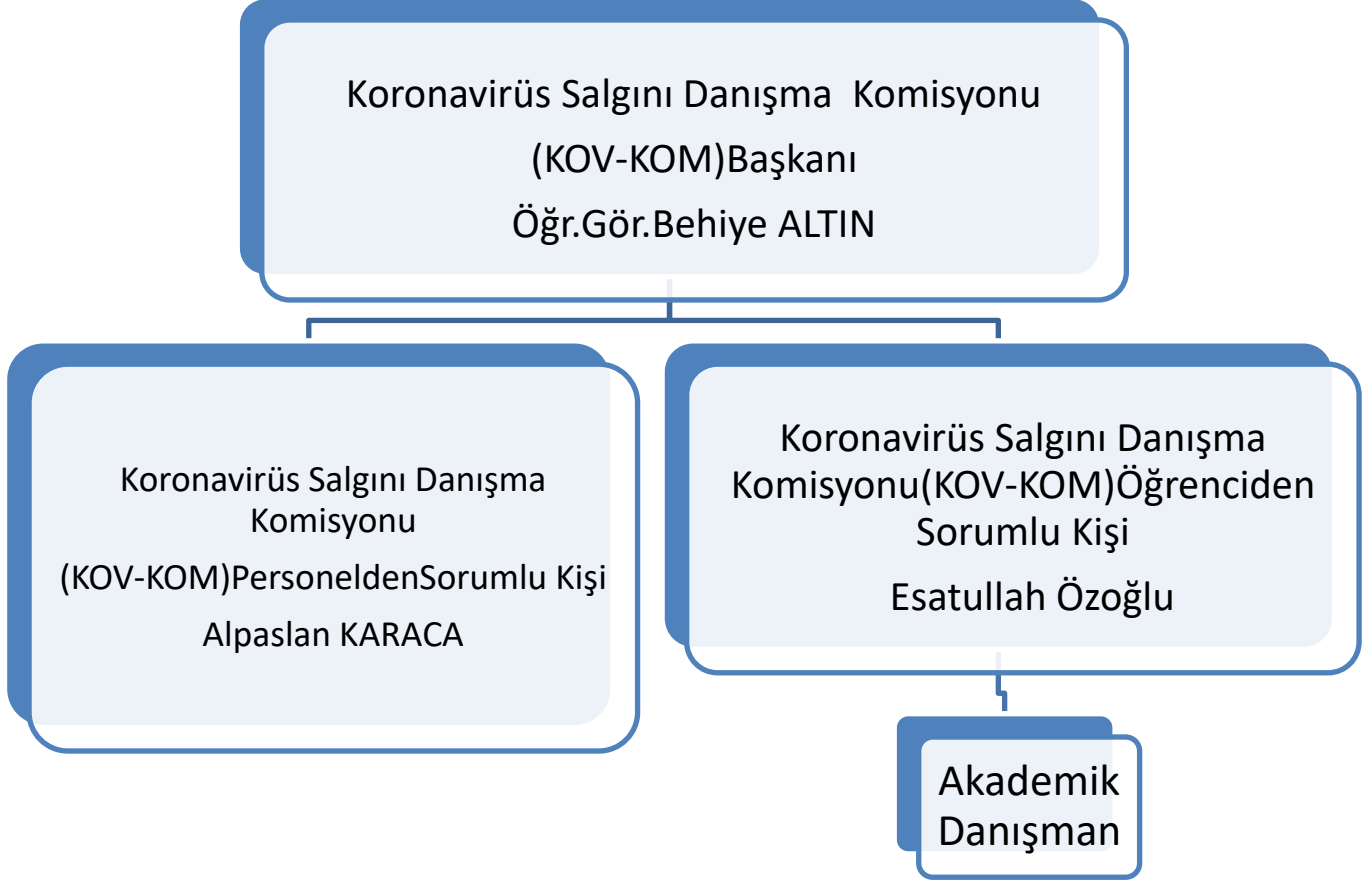 Koronavirüs Salgını Danışma  Komisyonu
(KOV-KOM)Başkanı
Öğr.Gör.Behiye ALTIN
Koronavirüs Salgını Danışma
Komisyonu
(KOV-KOM)PersoneldenSorumlu Kişi
Alpaslan KARACA
Koronavirüs Salgını Danışma
Komisyonu(KOV-KOM)Öğrenciden
Sorumlu Kişi
Esatullah Özoğlu
Akademik
Danışman